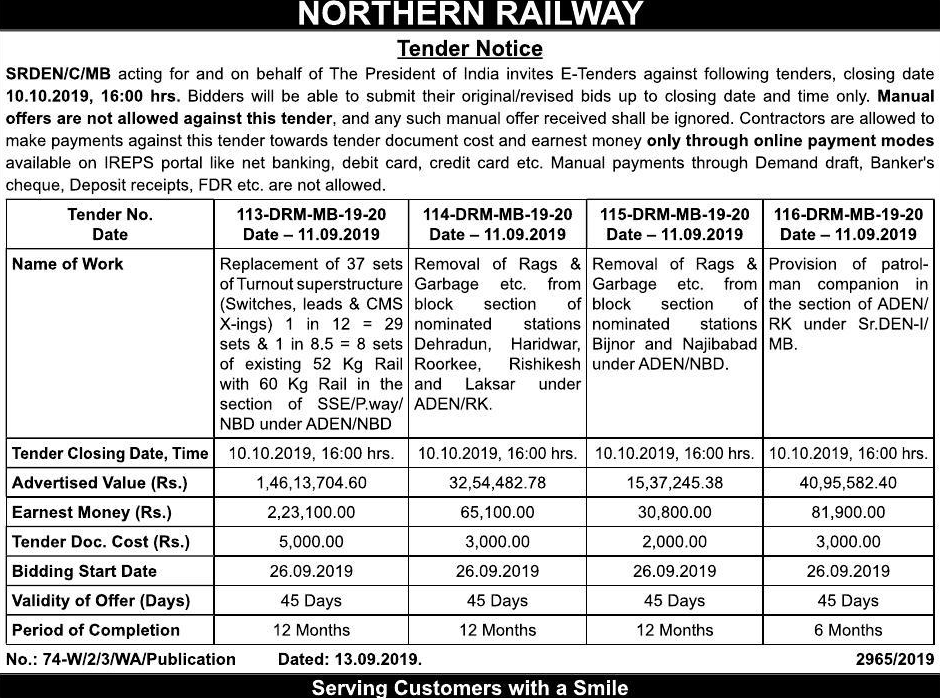 NORTHERN RAILWAY
Tender Notice
SRDEN/C/MB acting for and on behalf of The President of India invites E-Tenders against following tenders, closing date
10.10.2019, 16:00 hrs. Bidders will be able to submit their original/revised bids up to closing date and time only. Manual
offers are not allowed against this tender, and any such manual offer received shall be ignored. Contractors are allowed to
make payments against this tender towards tender document cost and earnest money only through online payment modes
available on IREPS portal like net banking, debit card, credit card etc. Manual payments through Demand draft, Banker's
cheque, Deposit receipts, FDR etc. are not allowed.
Tender No.
Date
113-DRM-MB-19-20
Date – 11.09.2019
114-DRM-MB-19-20
Date – 11.09.2019
115-DRM-MB-19-20
Date – 11.09.2019
116-DRM-MB-19-20
Date – 11.09.2019
Name of Work
Replacement of 37 sets
of Turnout superstructure
(Switches, leads & CMS
X-ings) 1 in 12 = 29
sets & 1 in 8.5 = 8 sets
of existing 52 Kg Rail
with 60 Kg Rail in the
section of SSE/P.way/
NBD under ADEN/NBD
Removal of Rags &
Garbage etc. from
block section of
nominated stations
Dehradun, Haridwar,
Roorkee, Rishikesh
and Laksar under
ADEN/RK.
Removal of Rags &
Garbage etc. from
block section of
nominated stations
Bijnor and Najibabad
under ADEN/NBD.
Provision of patrol-
man companion in
the section of ADEN/
RK under Sr.DEN-I/
MB.
Tender Closing Date, Time 10.10.2019, 16:00 hrs. 10.10.2019, 16:00 hrs. 10.10.2019, 16:00 hrs. 10.10.2019, 16:00 hrs.
Advertised Value (Rs.) 1,46,13,704.60 32,54,482.78 15,37,245.38 40,95,582.40
Earnest Money (Rs.) 2,23,100.00 65,100.00 30,800.00 81,900.00
Tender Doc. Cost (Rs.) 5,000.00 3,000.00 2,000.00 3,000.00
Bidding Start Date 26.09.2019 26.09.2019 26.09.2019 26.09.2019
Validity of Offer (Days) 45 Days 45 Days 45 Days 45 Days
Period of Completion 12 Months 12 Months 12 Months 6 Months
No.: 74-W/2/3/WA/Publication Dated: 13.09.2019. 2965/2019
Serving Customers with a Smile